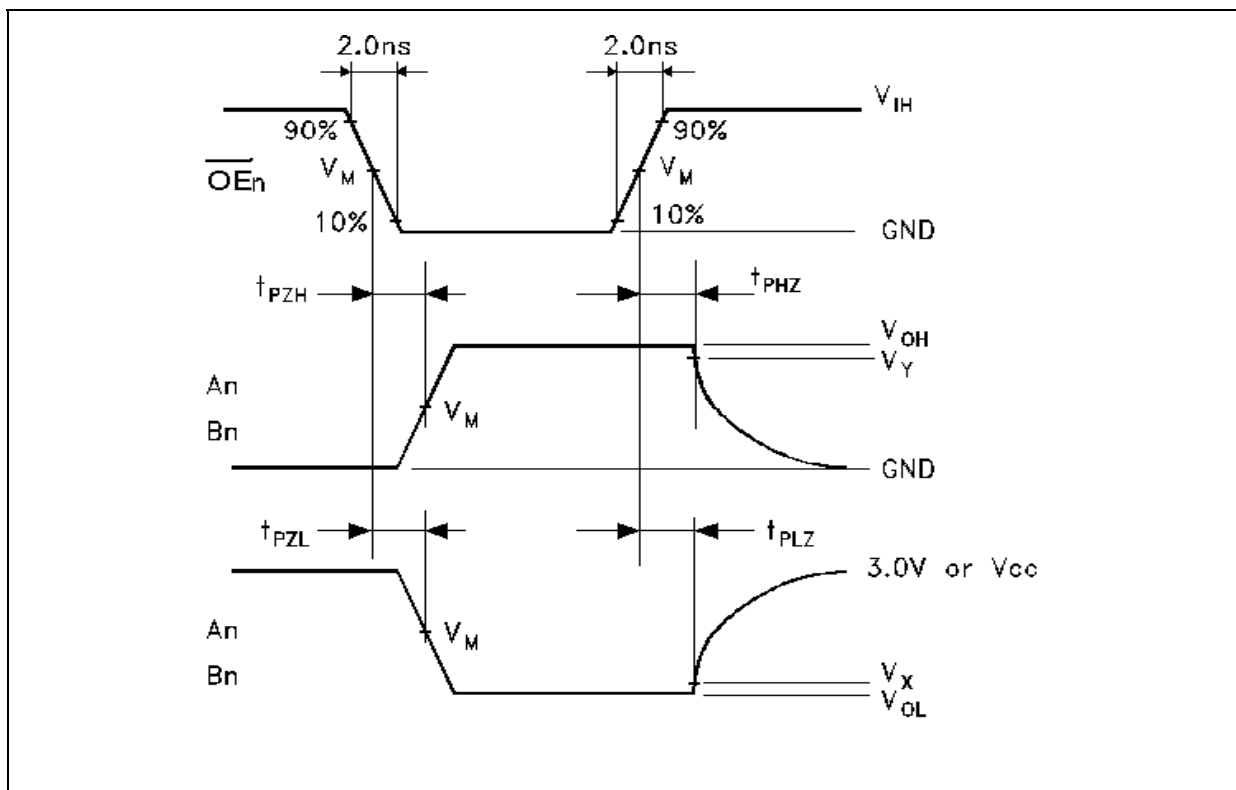 2.0ns 2.0ns
V_IH
90% 90%
OEn V_M V_M
10% 10%
GND
t_PZH t_PHZ
V_OH
V_Y
An
V_M
Bn
GND
t_PZL t_PLZ
3.0V or Vcc
An
V_M
Bn
V_X
V_OL